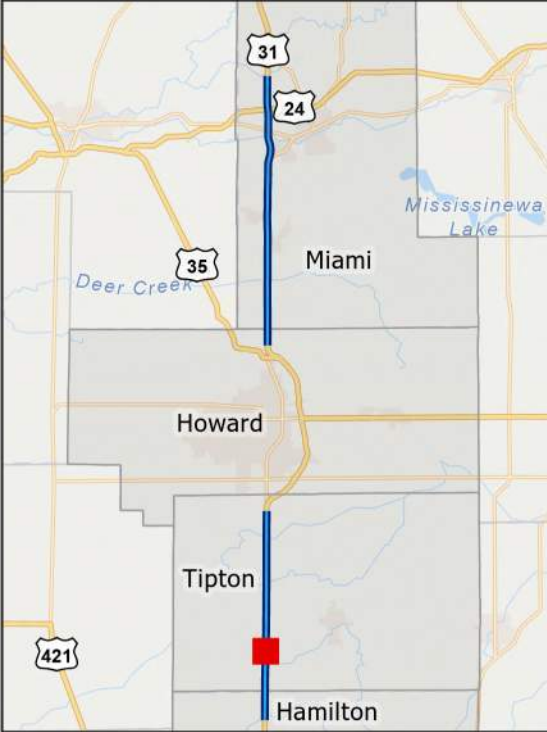 31
24
Mississinewa
Lake
Miami
35
Deer Creek
Howard
Tipton
421
Hamilton